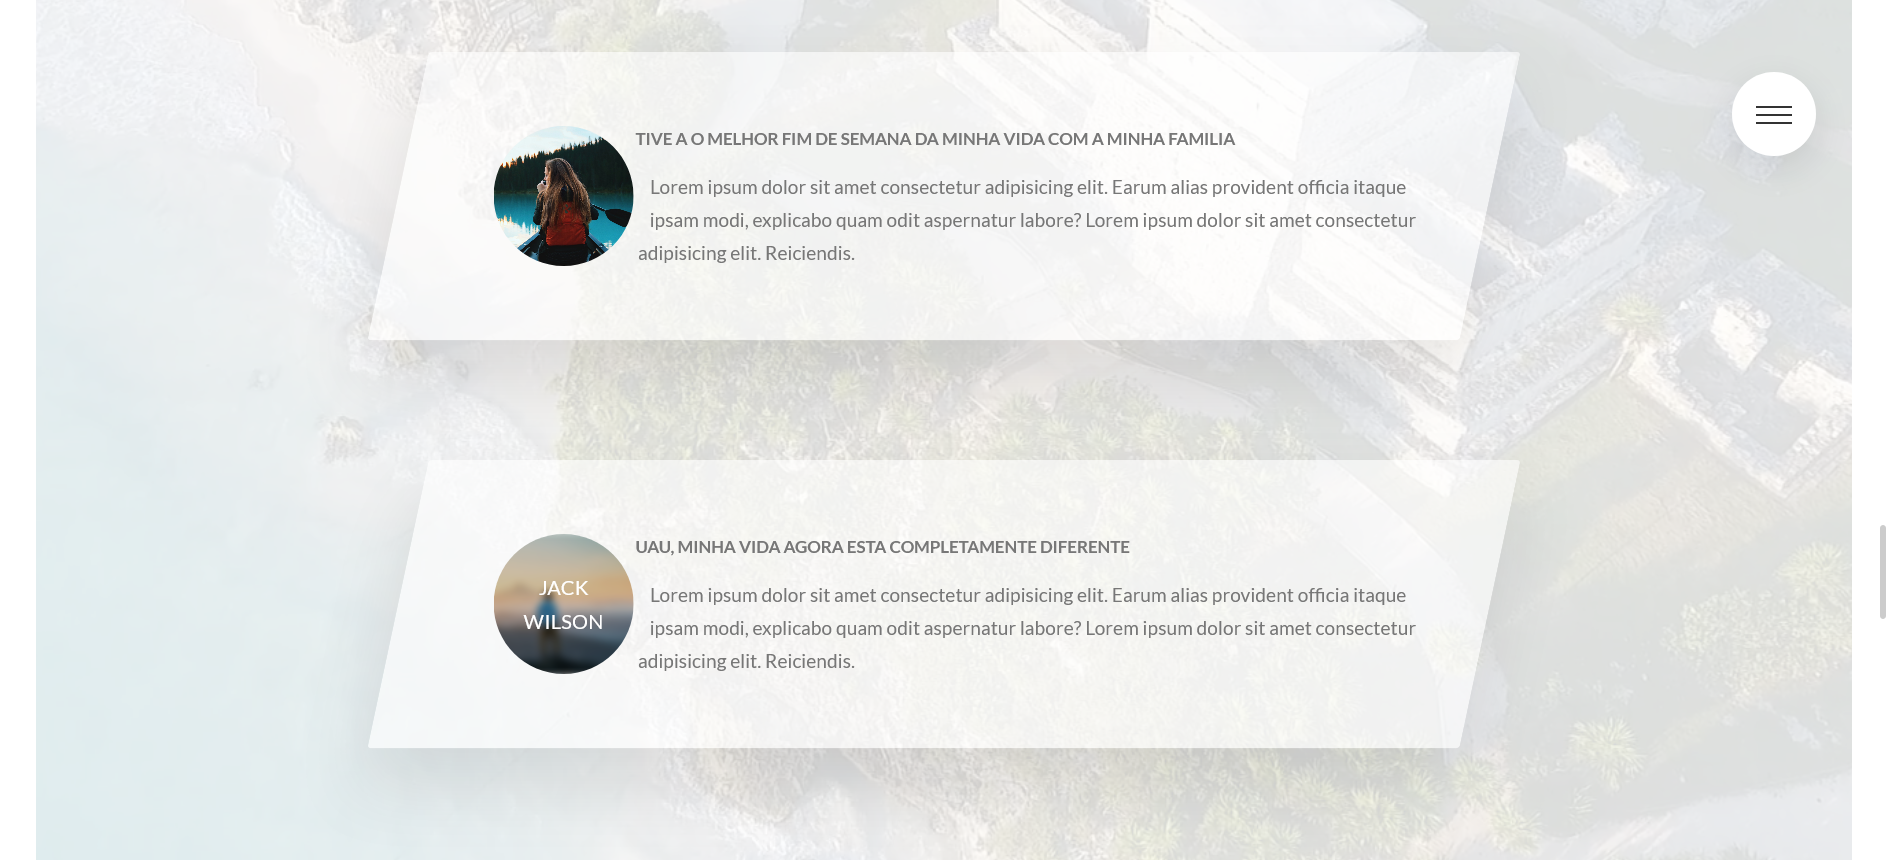 TIVE A O MELHOR FIM DE SEMANA DA MINHA VIDA COM A MINHA FAMILIA
Lorem ipsum dolor sit amet consectetur adipisicing elit. Earum alias provident officia itaque
ipsam modi, explicabo quam odit aspernatur labore? Lorem ipsum dolor sit amet consectetur
adipisicing elit. Reiciendis.
UAU, MINHA VIDA AGORA ESTA COMPLETAMENTE DIFERENTE
JACK
WILSON
Lorem ipsum dolor sit amet consectetur adipisicing elit. Earum alias provident officia itaque
ipsam modi, explicabo quam odit aspernatur labore? Lorem ipsum dolor sit amet consectetur
adipisicing elit. Reiciendis.